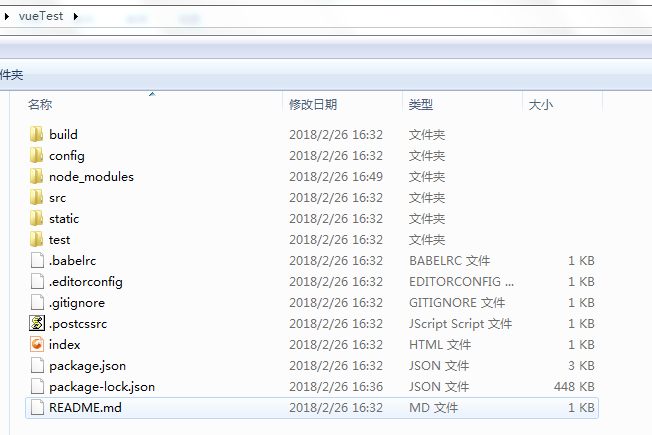 vueTest
件夹
名称 修改日期 类型 大小
build 2018/2/26 16:32 文件夹
config 2018/2/26 16:32 文件夹
node_modules 2018/2/26 16:49 文件夹
src 2018/2/26 16:32 文件夹
static 2018/2/26 16:32 文件夹
test 2018/2/26 16:32 文件夹
.babelrc 2018/2/26 16:32 BABELRC 文件 1 KB
.editorconfig 2018/2/26 16:32 EDITORCONFIG ... 1 KB
.gitignore 2018/2/26 16:32 GITIGNORE 文件 1 KB
.postcssrc 2018/2/26 16:32 JScript Script 文件 1 KB
index 2018/2/26 16:32 HTML 文件 1 KB
package.json 2018/2/26 16:32 JSON 文件 3 KB
package-lock.json 2018/2/26 16:36 JSON 文件 448 KB
README.md 2018/2/26 16:32 MD 文件 1 KB